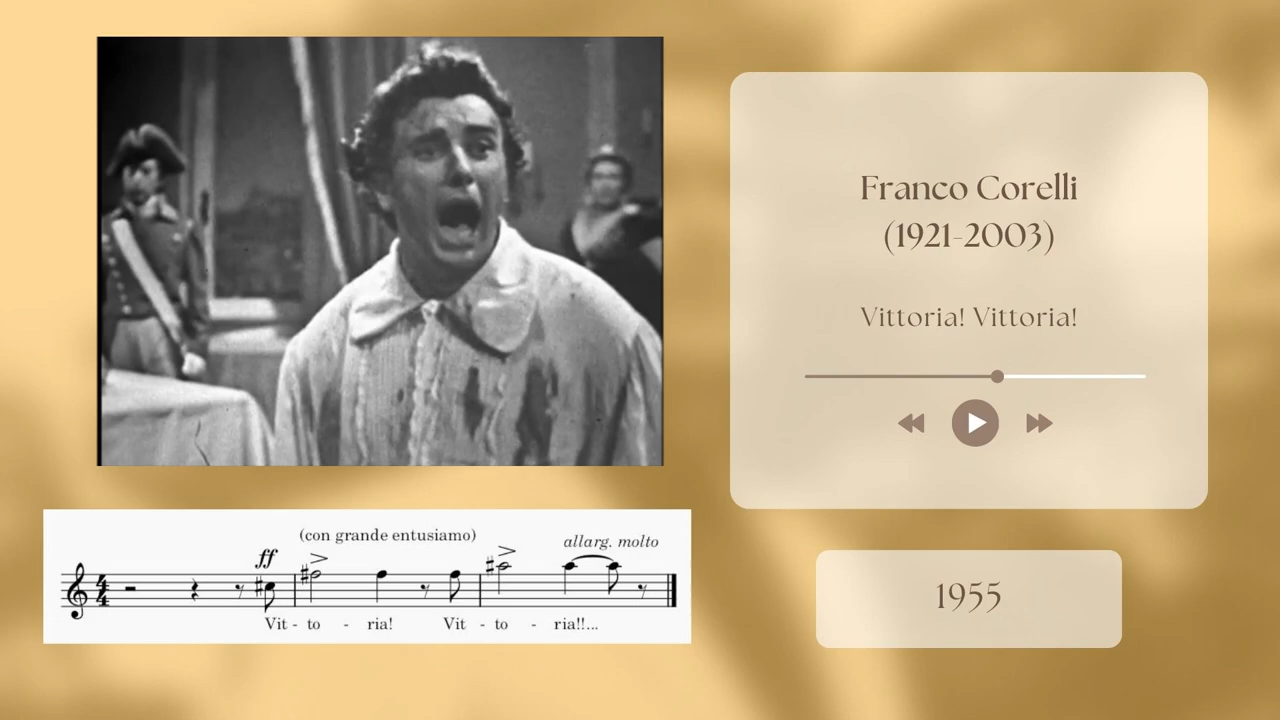 Franco Corelli
(1921-2003)
Vittoria! Vittoria!
(con grande entusiamo)
ff
allarg. molto
Vit - to - ria! Vit - to - ria!!...
1955